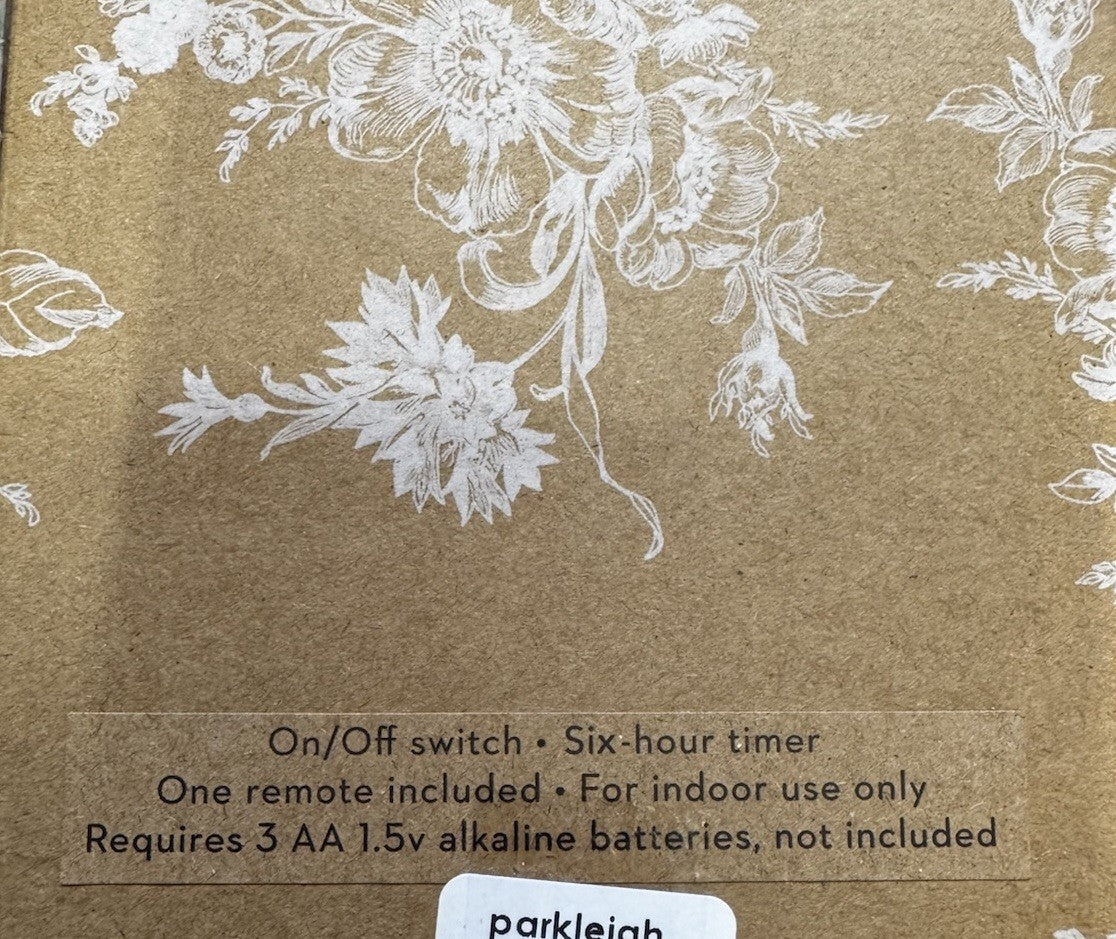 On/Off switch • Six-hour timer
One remote included • For indoor use only
Requires 3 AA 1.5v alkaline batteries, not included
parkleigh